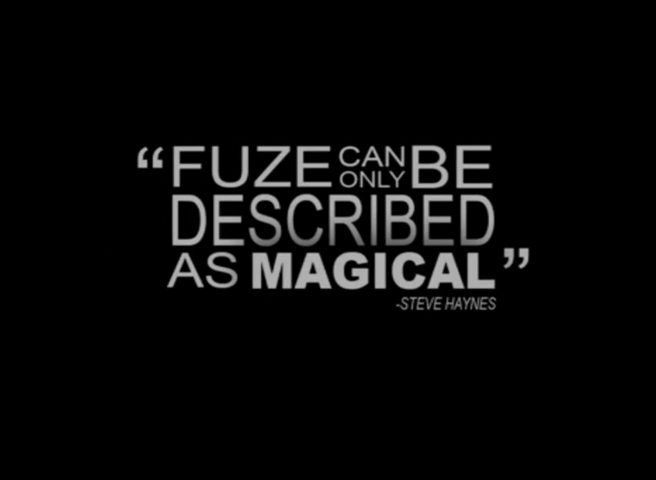 “FUZE CAN ONLY BE
DESCRIBED
AS MAGICAL”
-STEVE HAYNES